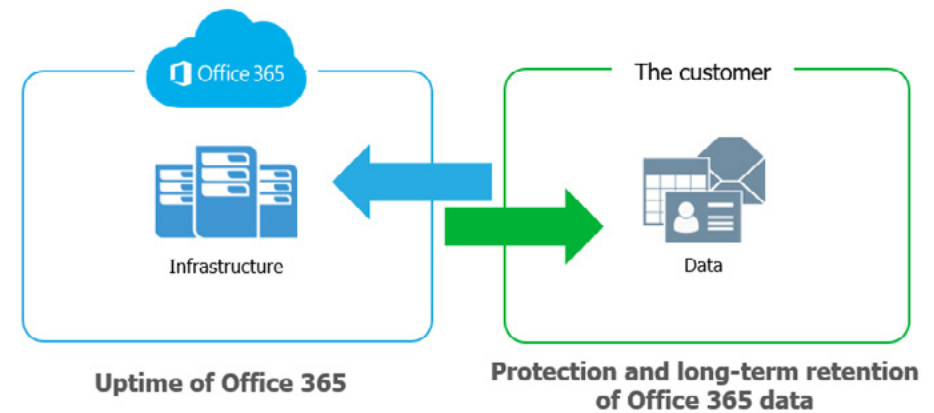 Office 365
The customer
Infrastructure
Data
Uptime of Office 365
Protection and long-term retention
of Office 365 data